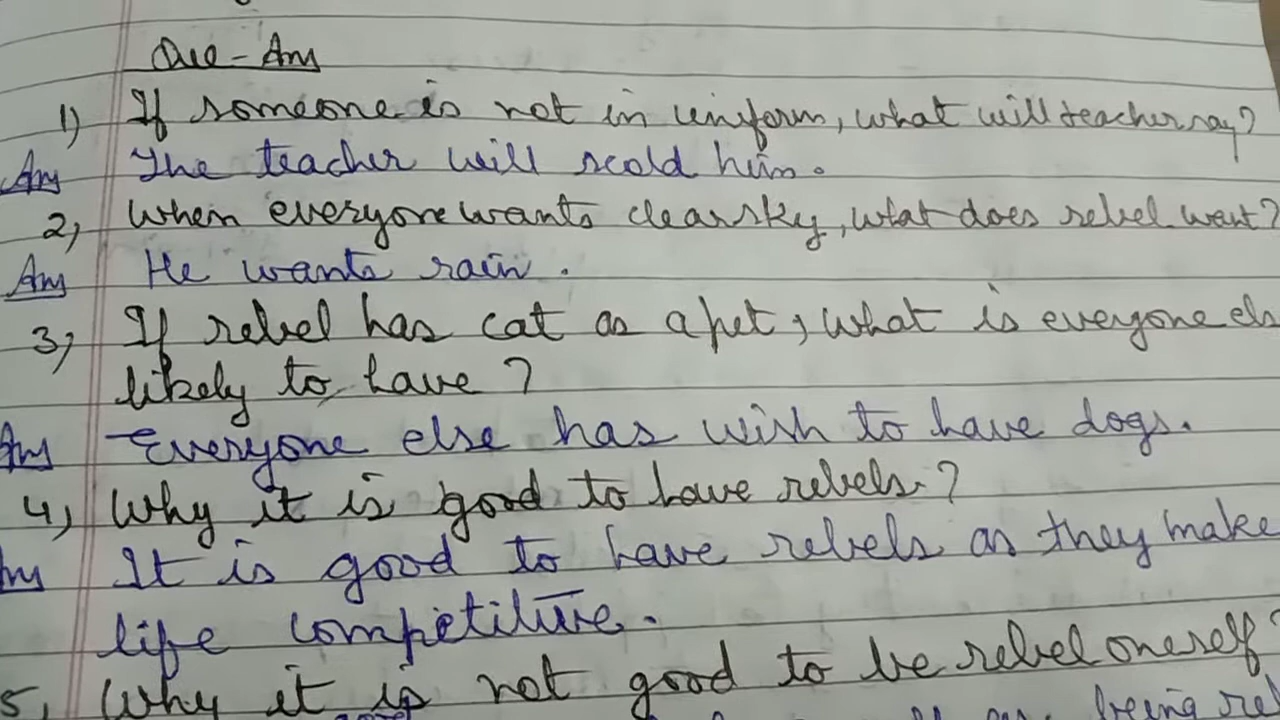 Que - Ans
1) If someone is not in uniform, what will teacher say?
Ans The teacher will scold him.
2, When everyone wants clear sky, what does rebel want?
Ans He wants rain.
3, If rebel has cat as a pet, what is everyone els
likely to have?
Ans Everyone else has wish to have dogs.
4, Why it is good to have rebels?
Ans It is good to have rebels as they make
life competitive.
5, Why it is not good to be rebel oneself?
being rel